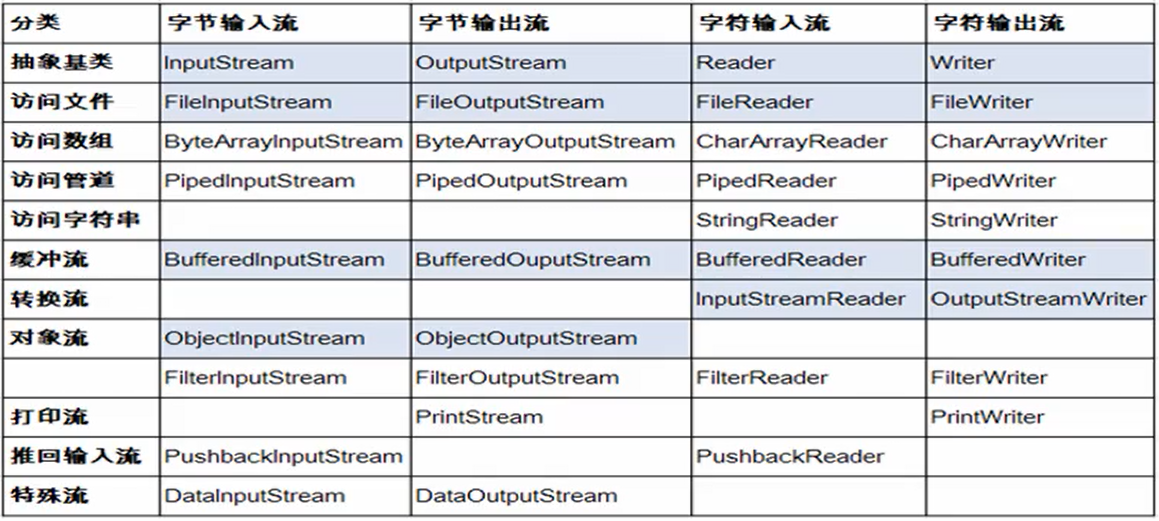 分类 字节输入流 字节输出流 字符输入流 字符输出流
抽象基类 InputStream OutputStream Reader Writer
访问文件 FileInputStream FileOutputStream FileReader FileWriter
访问数组 ByteArrayInputStream ByteArrayOutputStream CharArrayReader CharArrayWriter
访问管道 PipedInputStream PipedOutputStream PipedReader PipedWriter
访问字符串 StringReader StringWriter
缓冲流 BufferedInputStream BufferedOuputStream BufferedReader BufferedWriter
转换流 InputStreamReader OutputStreamWriter
对象流 ObjectInputStream ObjectOutputStream
FilterInputStream FilterOutputStream FilterReader FilterWriter
打印流 PrintStream PrintWriter
推回输入流 PushbackInputStream PushbackReader
特殊流 DataInputStream DataOutputStream